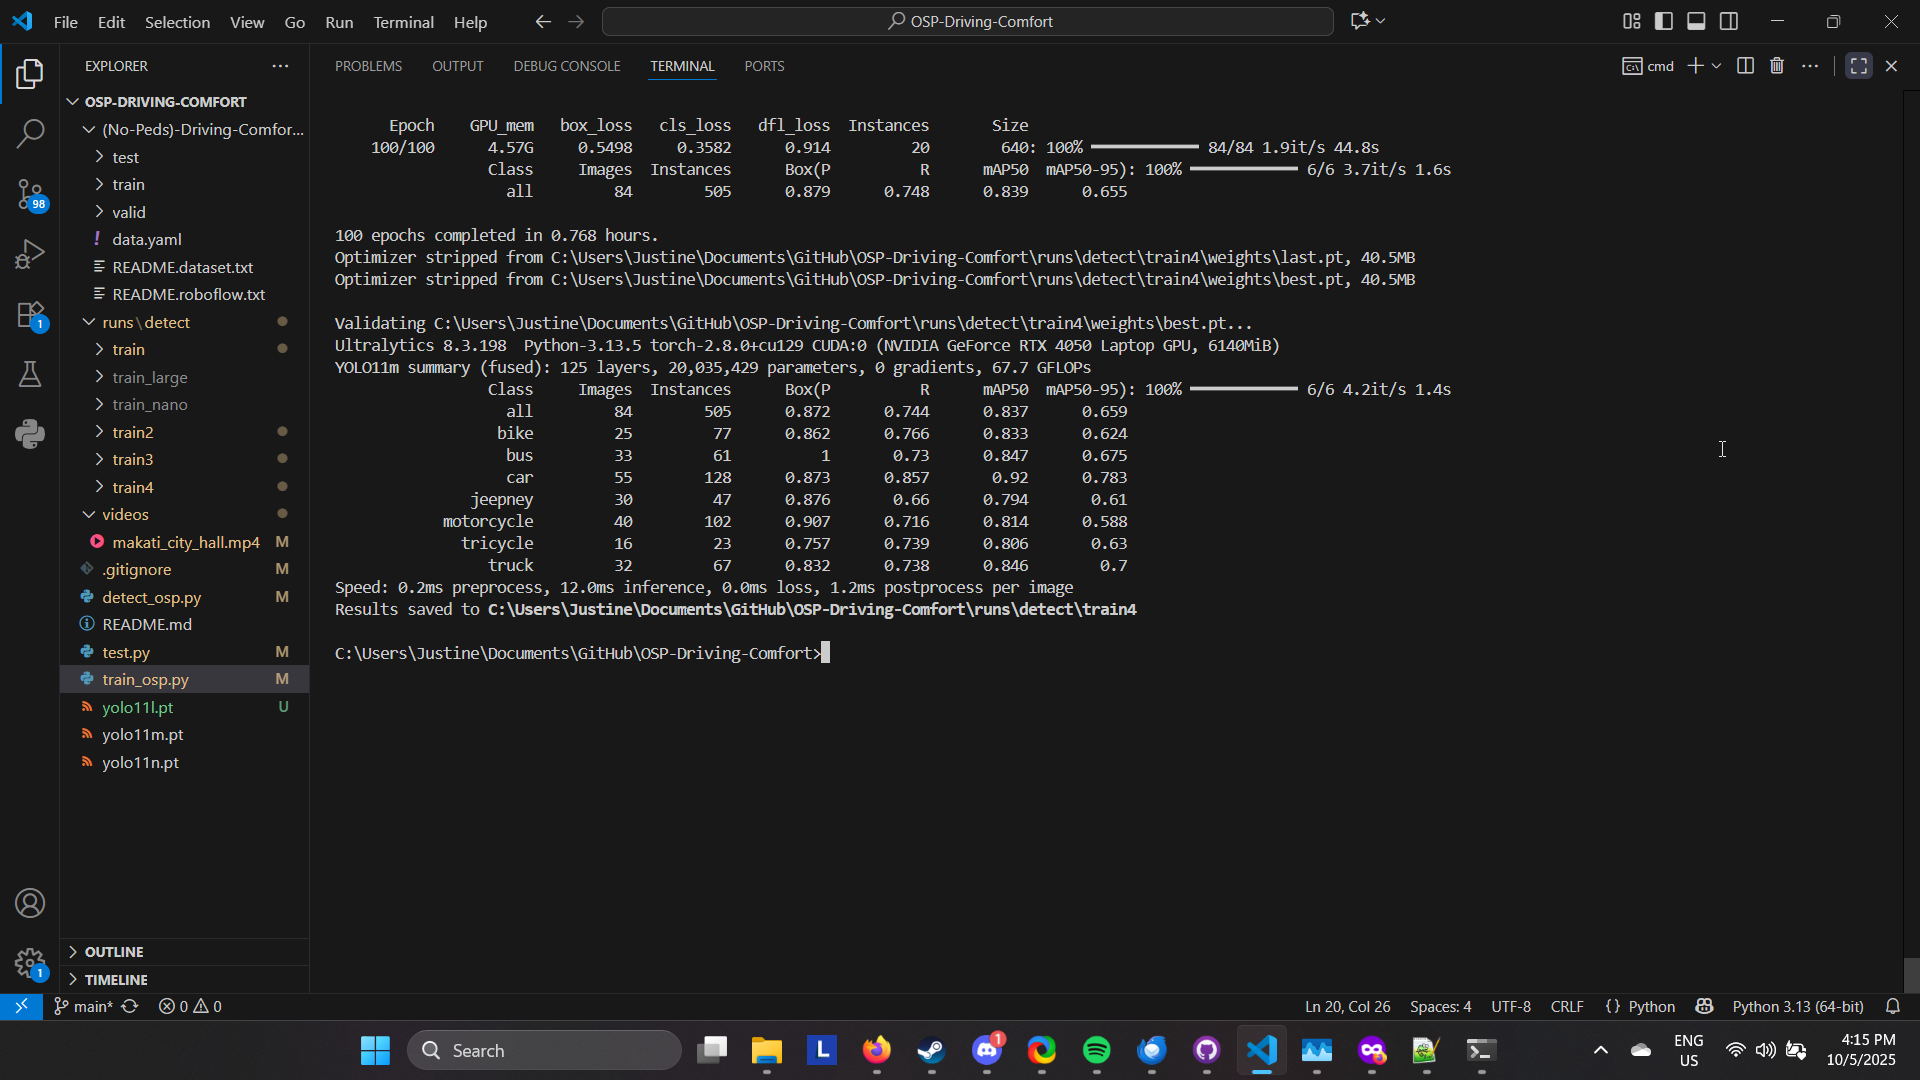 File Edit Selection View Go Run Terminal Help
OSP-Driving-Comfort
EXPLORER
PROBLEMS OUTPUT DEBUG CONSOLE TERMINAL PORTS
cmd
OSP-DRIVING-COMFORT
(No-Peds)-Driving-Comfor...
test
train
valid
data.yaml
README.dataset.txt
README.roboflow.txt
runs\detect
train
train_large
train_nano
train2
train3
train4
videos
makati_city_hall.mp4 M
.gitignore M
detect_osp.py M
README.md
test.py M
train_osp.py M
yolo11l.pt U
yolo11m.pt
yolo11n.pt
OUTLINE
TIMELINE
98
1
1
Epoch GPU_mem box_loss cls_loss dfl_loss Instances Size
100/100 4.57G 0.5498 0.3582 0.914 20 640: 100% 84/84 1.9it/s 44.8s
Class Images Instances Box(P R mAP50 mAP50-95): 100% 6/6 3.7it/s 1.6s
all 84 505 0.879 0.748 0.839 0.655
100 epochs completed in 0.768 hours.
Optimizer stripped from C:\Users\Justine\Documents\GitHub\OSP-Driving-Comfort\runs\detect\train4\weights\last.pt, 40.5MB
Optimizer stripped from C:\Users\Justine\Documents\GitHub\OSP-Driving-Comfort\runs\detect\train4\weights\best.pt, 40.5MB
Validating C:\Users\Justine\Documents\GitHub\OSP-Driving-Comfort\runs\detect\train4\weights\best.pt...
Ultralytics 8.3.198 Python-3.13.5 torch-2.8.0+cu129 CUDA:0 (NVIDIA GeForce RTX 4050 Laptop GPU, 6140MiB)
YOLO11m summary (fused): 125 layers, 20,035,429 parameters, 0 gradients, 67.7 GFLOPs
Class Images Instances Box(P R mAP50 mAP50-95): 100% 6/6 4.2it/s 1.4s
all 84 505 0.872 0.744 0.837 0.659
bike 25 77 0.862 0.766 0.833 0.624
bus 33 61 1 0.73 0.847 0.675
car 55 128 0.873 0.857 0.92 0.783
jeepney 30 47 0.876 0.66 0.794 0.61
motorcycle 40 102 0.907 0.716 0.814 0.588
tricycle 16 23 0.757 0.739 0.806 0.63
truck 32 67 0.832 0.738 0.846 0.7
Speed: 0.2ms preprocess, 12.0ms inference, 0.0ms loss, 1.2ms postprocess per image
Results saved to C:\Users\Justine\Documents\GitHub\OSP-Driving-Comfort\runs\detect\train4
C:\Users\Justine\Documents\GitHub\OSP-Driving-Comfort>
main* 0 0 Ln 20, Col 26 Spaces: 4 UTF-8 CRLF {} Python Python 3.13 (64-bit)
Search
L
1
ENG
US
4:15 PM
10/5/2025